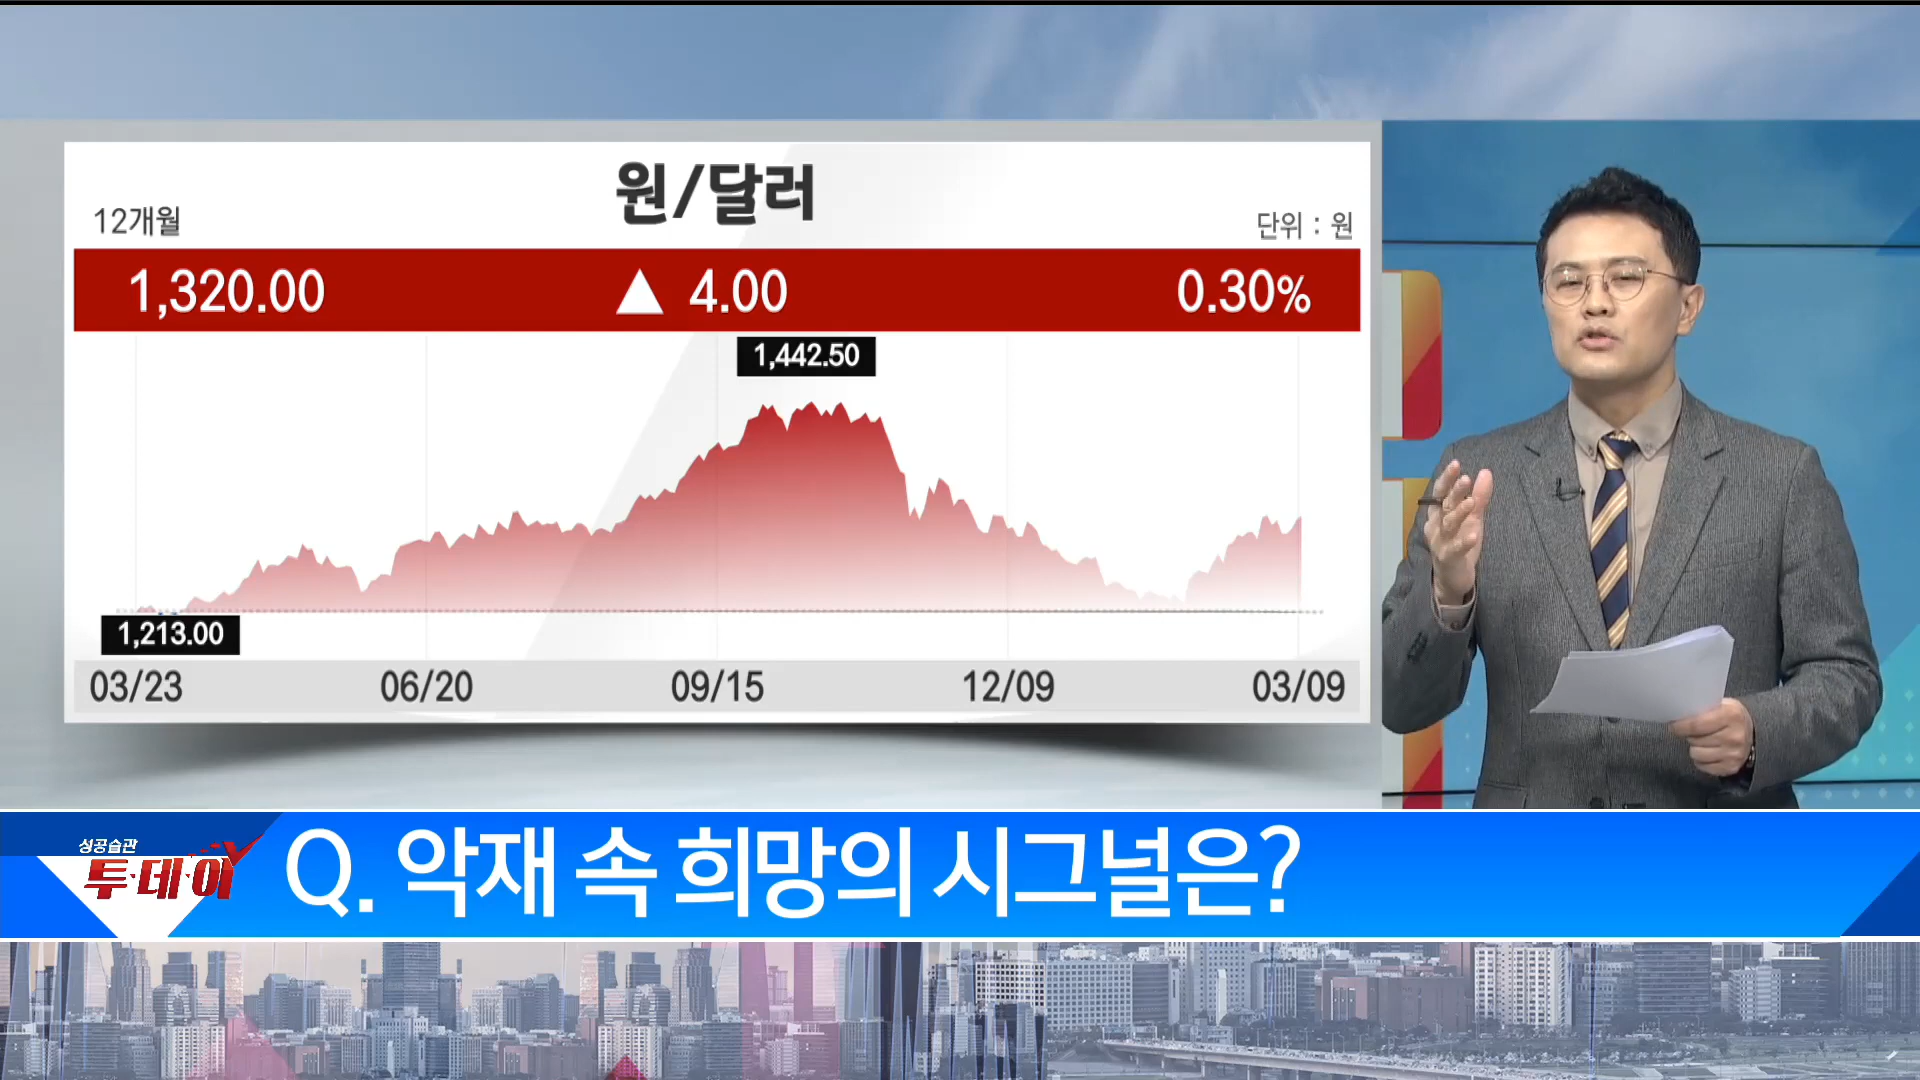 원/달러
12개월
단위 : 원
1,320.00 ▲ 4.00 0.30%
1,442.50
1,213.00
03/23 06/20 09/15 12/09 03/09
성공습관
투·데·이
Q. 악재 속 희망의 시그널은?